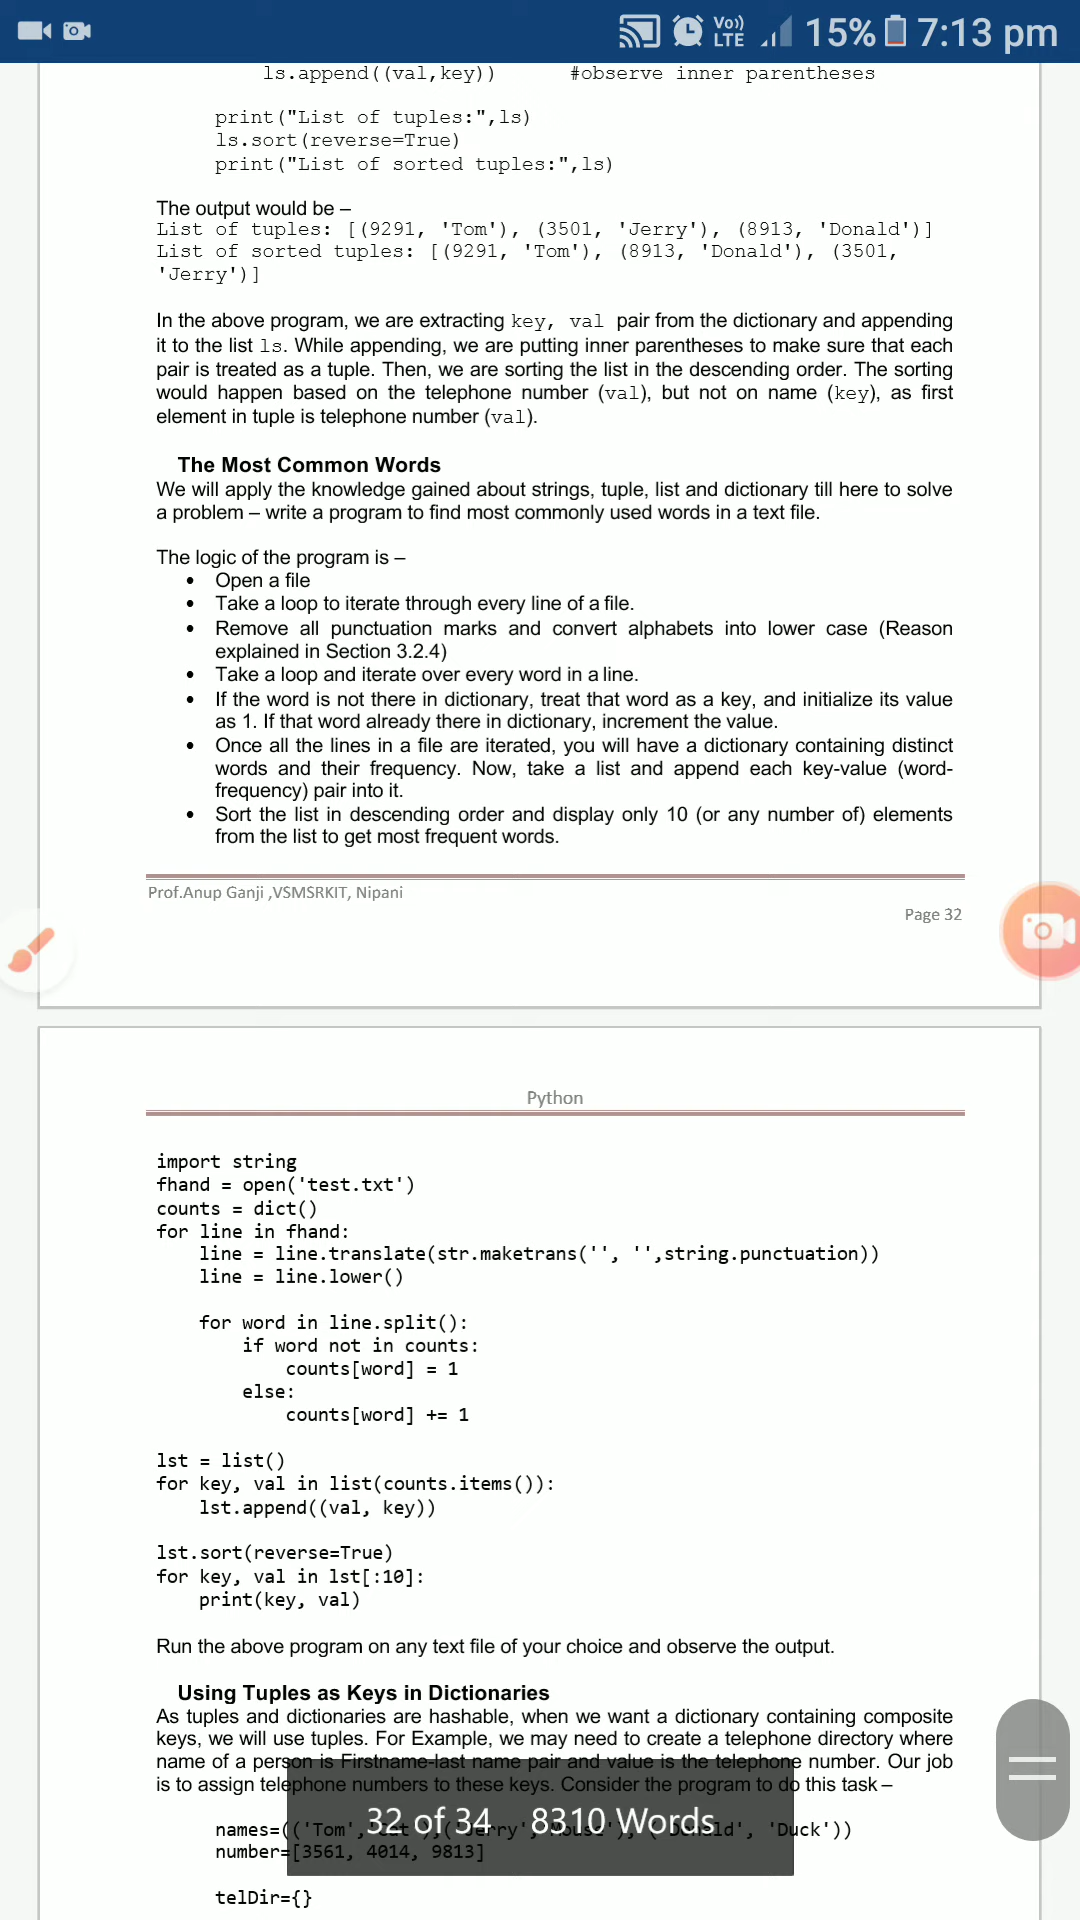 Vo)) LTE 15% 7:13 pm
ls.append((val,key)) #observe inner parentheses
print("List of tuples:",ls)
ls.sort(reverse=True)
print("List of sorted tuples:",ls)
The output would be –
List of tuples: [(9291, 'Tom'), (3501, 'Jerry'), (8913, 'Donald')]
List of sorted tuples: [(9291, 'Tom'), (8913, 'Donald'), (3501,
'Jerry')]
In the above program, we are extracting key, val pair from the dictionary and appending
it to the list ls. While appending, we are putting inner parentheses to make sure that each
pair is treated as a tuple. Then, we are sorting the list in the descending order. The sorting
would happen based on the telephone number (val), but not on name (key), as first
element in tuple is telephone number (val).
The Most Common Words
We will apply the knowledge gained about strings, tuple, list and dictionary till here to solve
a problem – write a program to find most commonly used words in a text file.
The logic of the program is –
• Open a file
• Take a loop to iterate through every line of a file.
• Remove all punctuation marks and convert alphabets into lower case (Reason
explained in Section 3.2.4)
• Take a loop and iterate over every word in a line.
• If the word is not there in dictionary, treat that word as a key, and initialize its value
as 1. If that word already there in dictionary, increment the value.
• Once all the lines in a file are iterated, you will have a dictionary containing distinct
words and their frequency. Now, take a list and append each key-value (word-
frequency) pair into it.
• Sort the list in descending order and display only 10 (or any number of) elements
from the list to get most frequent words.
Prof.Anup Ganji ,VSMSRKIT, Nipani
Page 32
Python
import string
fhand = open('test.txt')
counts = dict()
for line in fhand:
line = line.translate(str.maketrans('', '',string.punctuation))
line = line.lower()
for word in line.split():
if word not in counts:
counts[word] = 1
else:
counts[word] += 1
lst = list()
for key, val in list(counts.items()):
lst.append((val, key))
lst.sort(reverse=True)
for key, val in lst[:10]:
print(key, val)
Run the above program on any text file of your choice and observe the output.
Using Tuples as Keys in Dictionaries
As tuples and dictionaries are hashable, when we want a dictionary containing composite
keys, we will use tuples. For Example, we may need to create a telephone directory where
name of a person is Firstname-last name pair and value is the telephone number. Our job
is to assign telephone numbers to these keys. Consider the program to do this task –
names=(('Tom','Cat'),('Jerry','Mouse'), ('Donald', 'Duck'))
number=[3561, 4014, 9813]
32 of 34 8310 Words
telDir={}